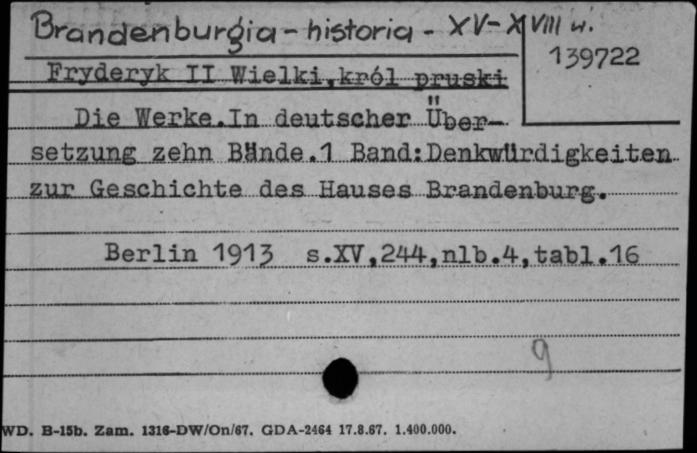 Brandenburgia - historia - XV-XVIII w.
139722
Fryderyk II Wielki,król pruski
Die Werke.In deutscher Über-
setzung zehn Bände.1 Band:Denkwürdigkeiten
zur Geschichte des Hauses Brandenburg.
Berlin 1913 s.XV,244,nlb.4,tabl.16
9
WD. B-15b. Zam. 1316-DW/On/67. GDA-2464 17.8.67. 1.400.000.